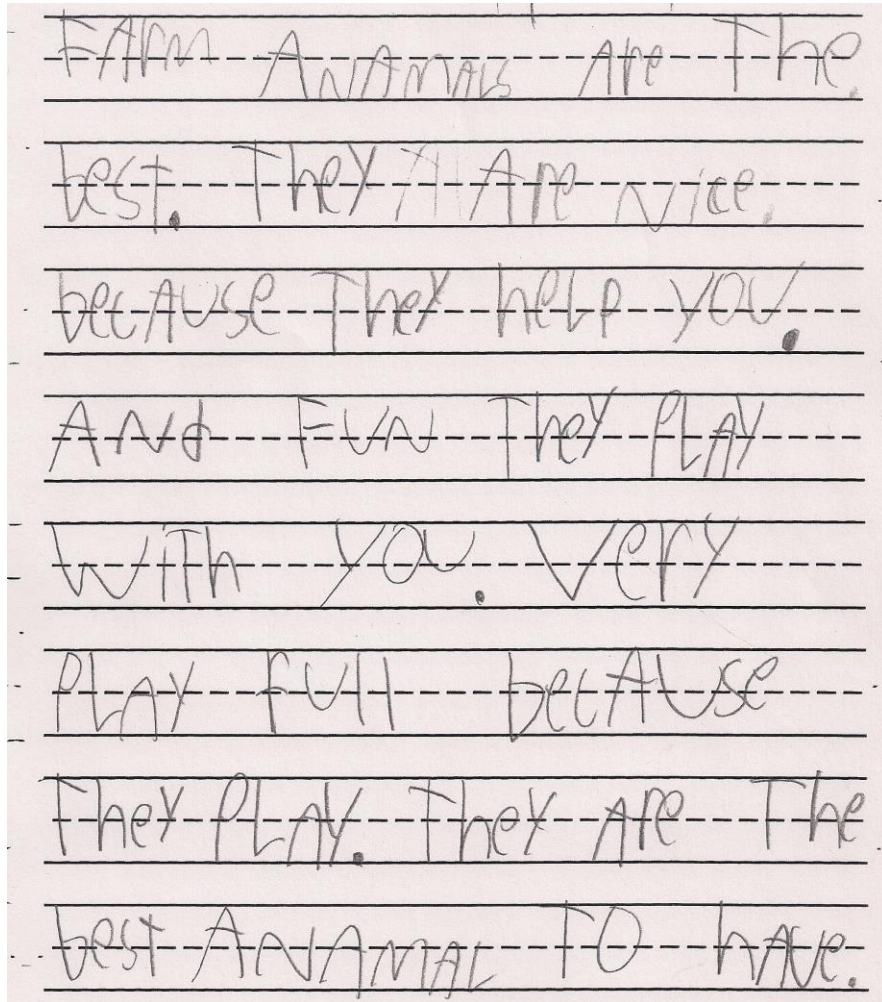 FArm ANAmALs Are The.
best. They Are Nice.
becAUse They heLp you.
ANd FUN They PLAY
WiTh you. Very
PLAY fUll becAUse
They PLAY. They Are The
best ANAmAL TO hAve.